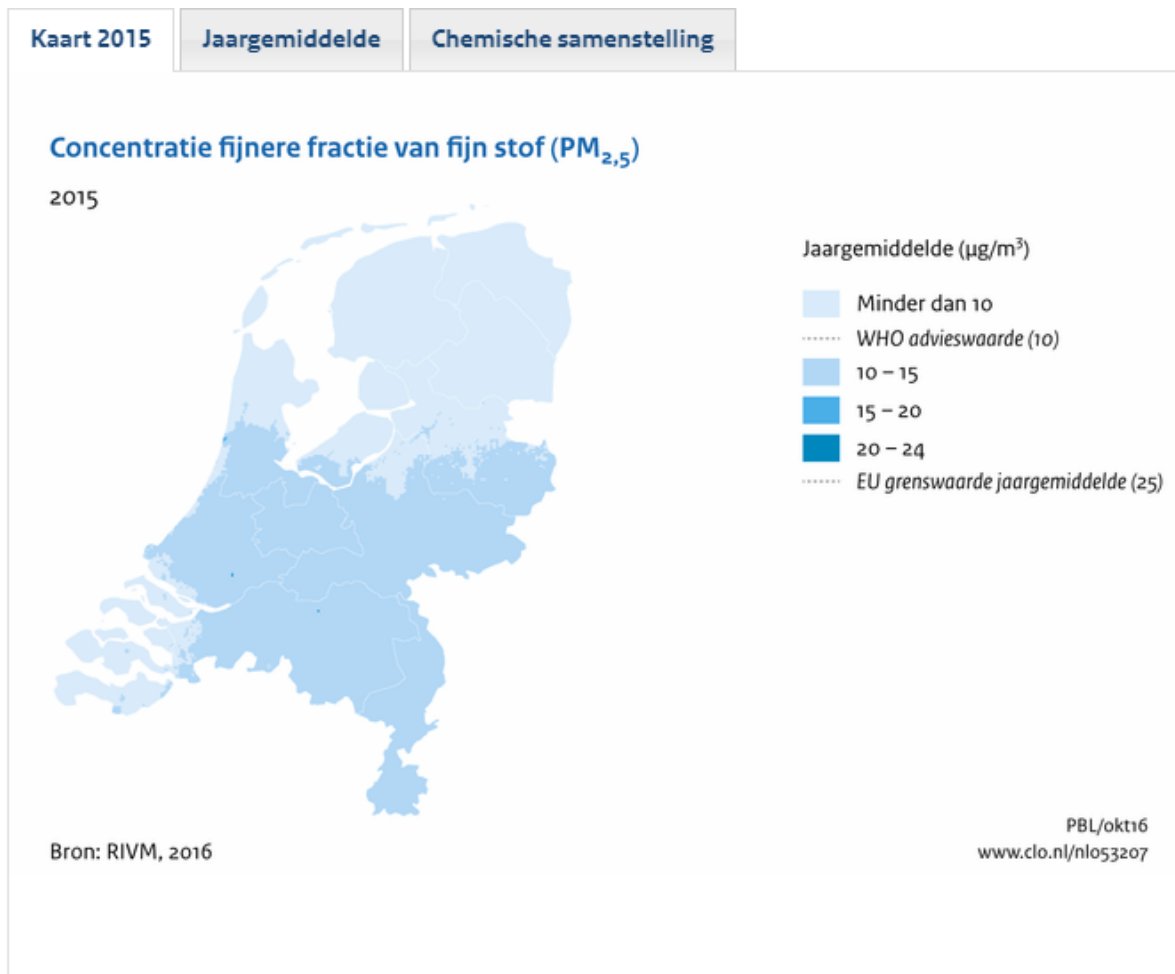 Kaart 2015
Jaargemiddelde
Chemische samenstelling
Concentratie fijnere fractie van fijn stof (PM2,5)
2015
Jaargemiddelde (µg/m³)
Minder dan 10
WHO advieswaarde (10)
10 – 15
15 – 20
20 – 24
EU grenswaarde jaargemiddelde (25)
Bron: RIVM, 2016
PBL/okt16
www.clo.nl/nl053207